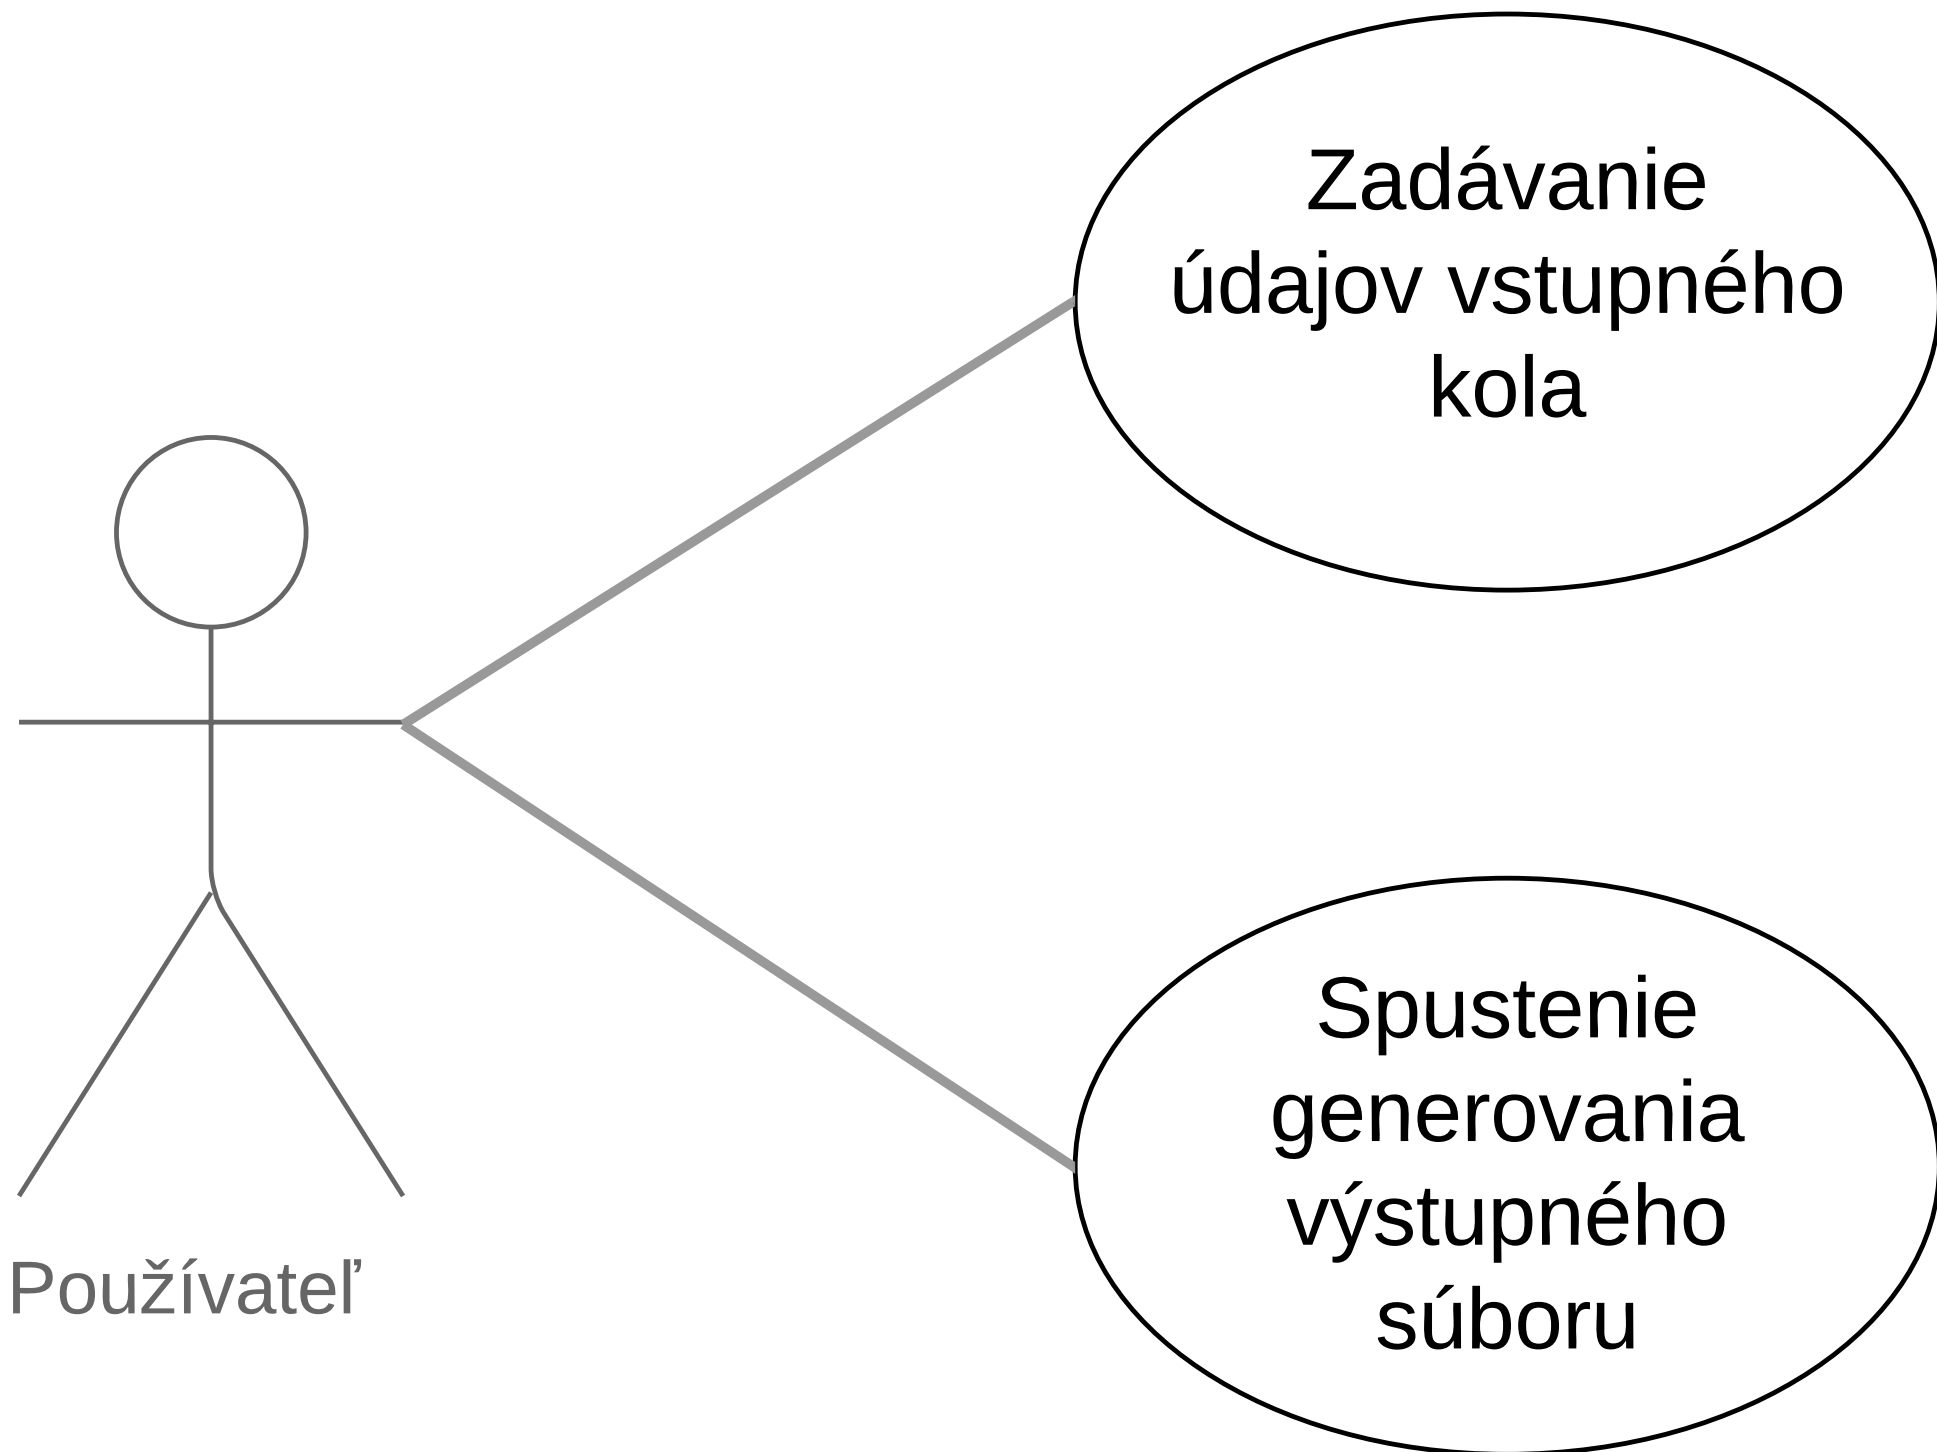 Zadávanie
údajov vstupného
kola
Používateľ
Spustenie
generovania
výstupného
súboru